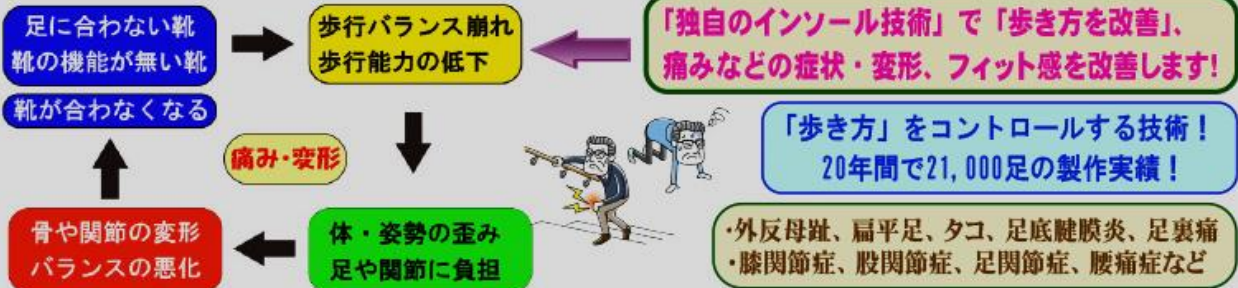 足に合わない靴
靴の機能が無い靴
靴が合わなくなる
歩行バランス崩れ
歩行能力の低下
「独自のインソール技術」で「歩き方を改善」、
痛みなどの症状・変形、フィット感を改善します!
「歩き方」をコントロールする技術!
20年間で21,000足の製作実績!
痛み・変形
骨や関節の変形
バランスの悪化
体・姿勢の歪み
足や関節に負担
・外反母趾、扁平足、タコ、足底腱膜炎、足裏痛
・膝関節症、股関節症、足関節症、腰痛症など